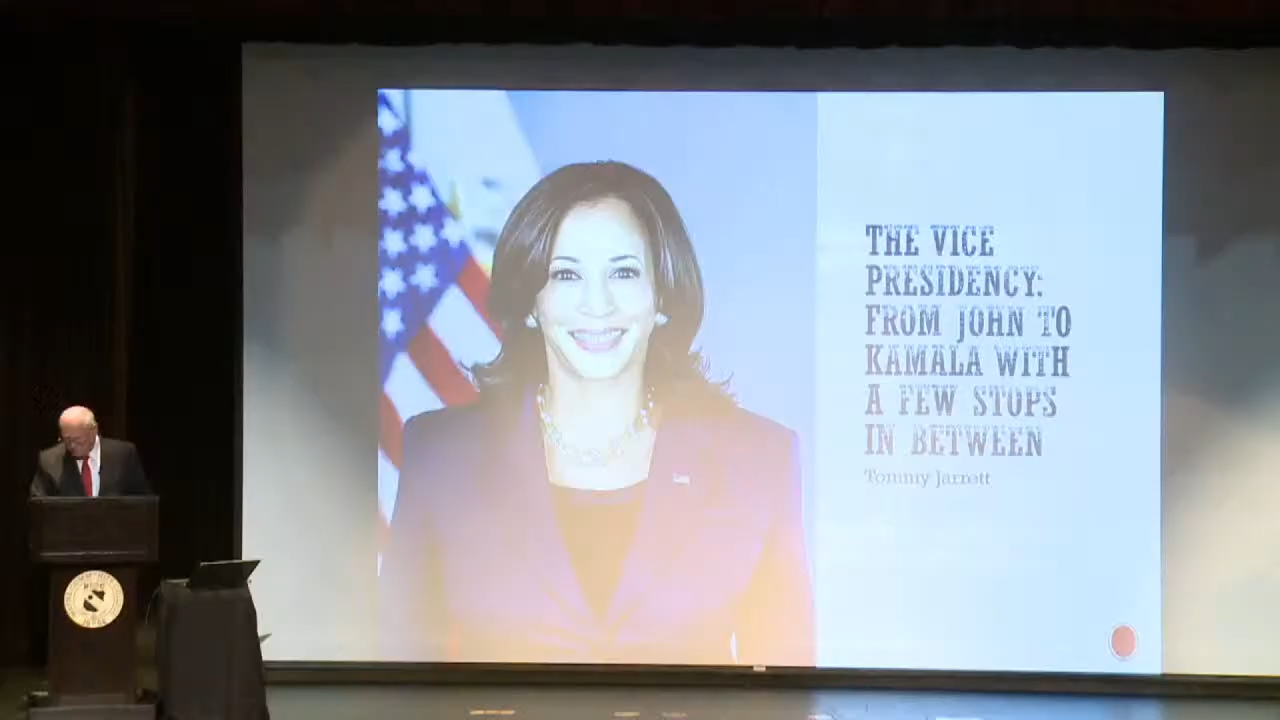 THE VICE
PRESIDENCY:
FROM JOHN TO
KAMALA WITH
A FEW STOPS
IN BETWEEN
Tommy Jarrett